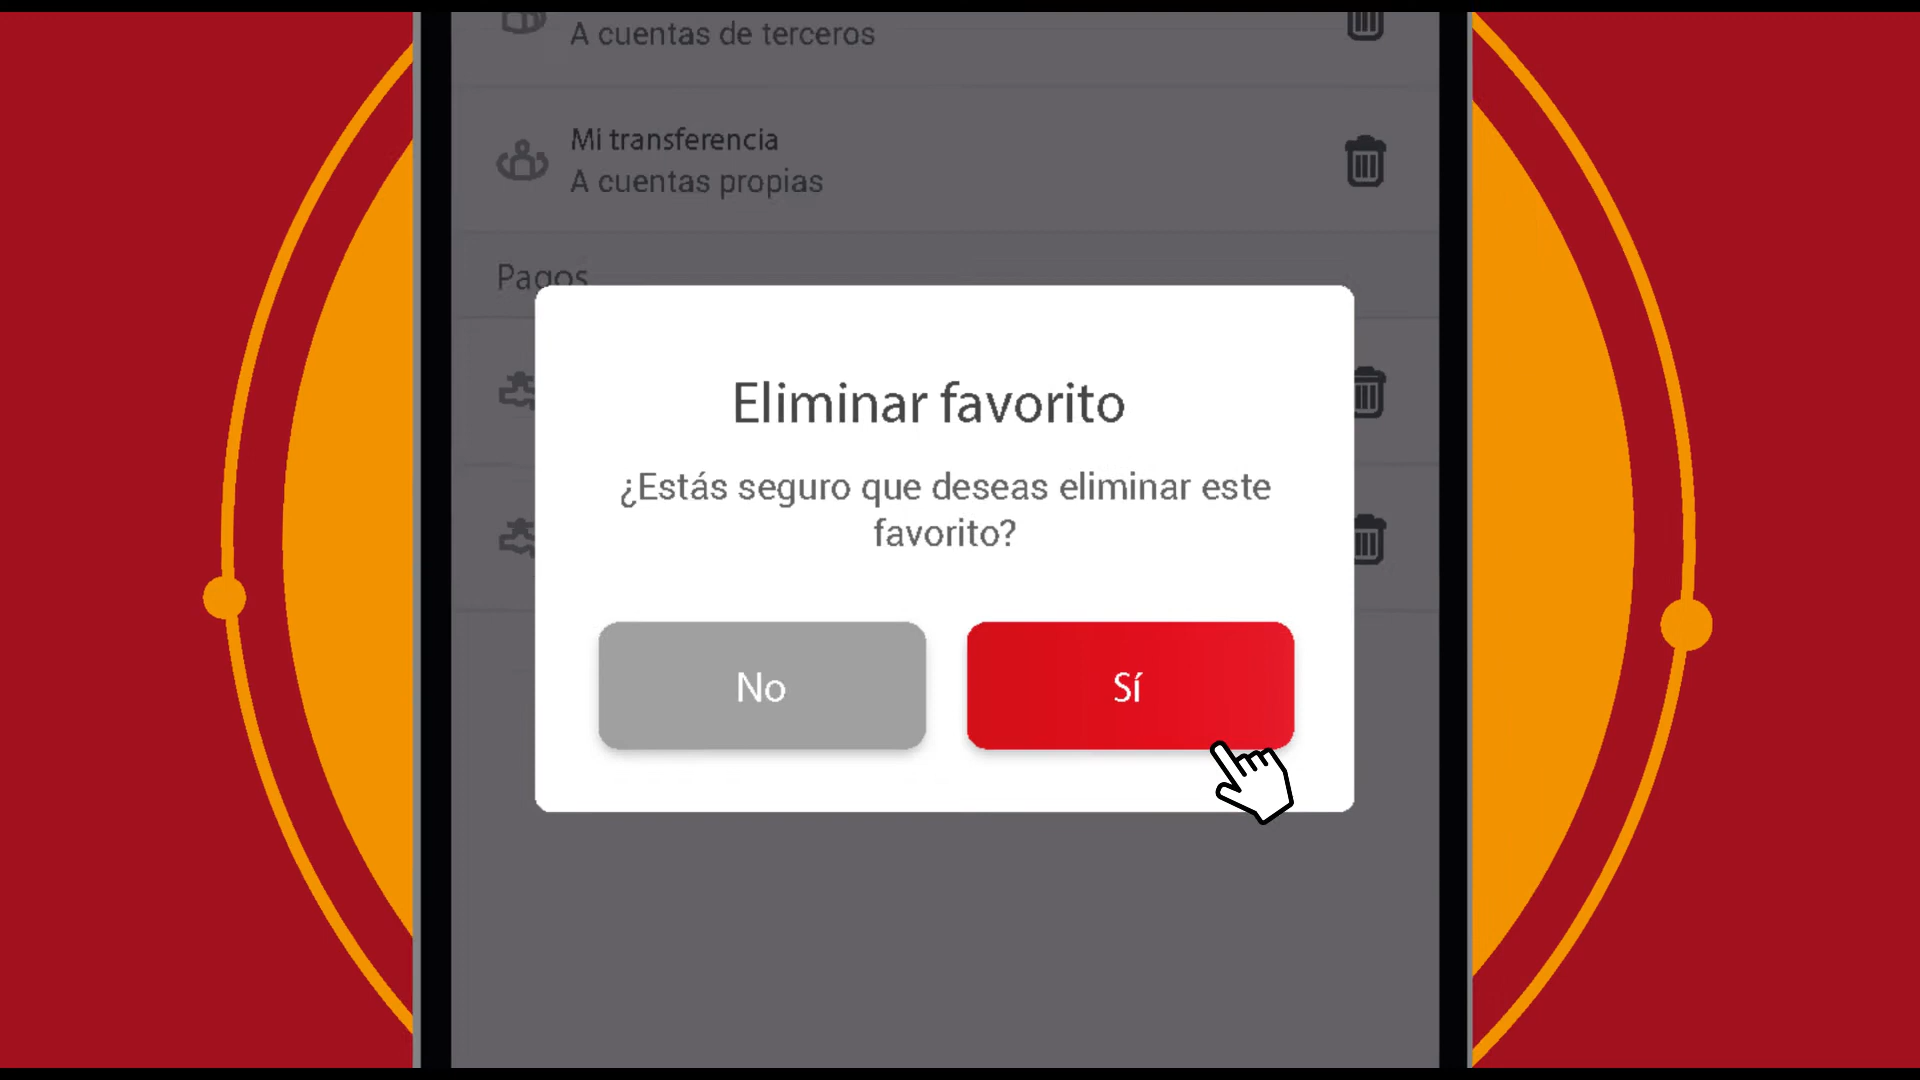 A cuentas de terceros
Mi transferencia
A cuentas propias
Pagos
Eliminar favorito
¿Estás seguro que deseas eliminar este
favorito?
No
Sí